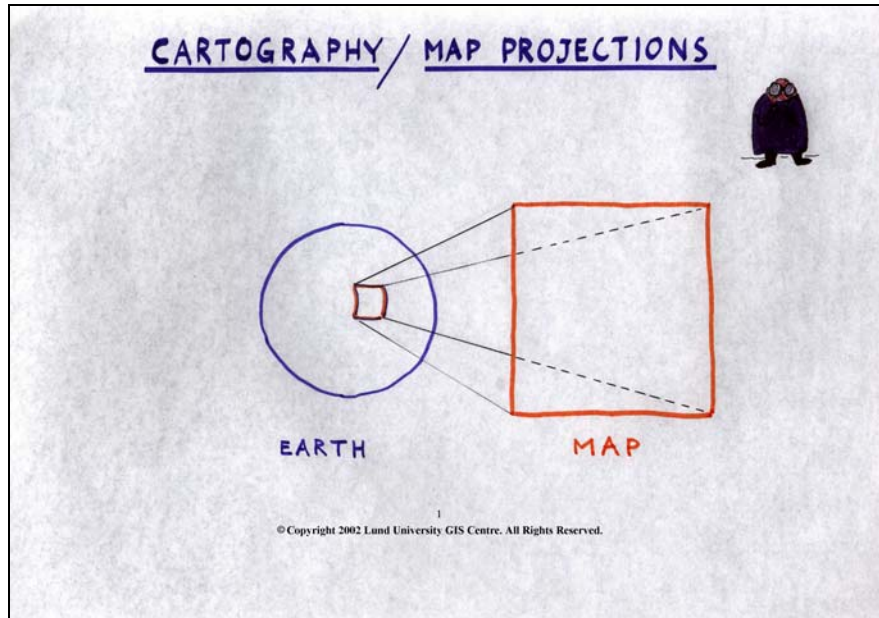 CARTOGRAPHY / MAP PROJECTIONS
EARTH
MAP
1
© Copyright 2002 Lund University GIS Centre. All Rights Reserved.